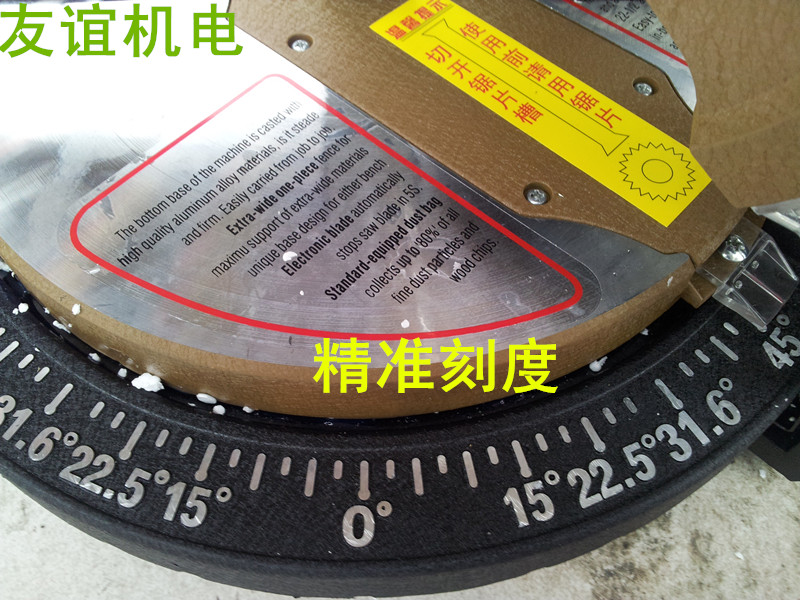 友谊机电
温馨提示
使用前请用锯片
切开锯片槽
The bottom base of the machine is casted with
high quality aluminum alloy materials, is it steade
and firm. Easily carried from job to job.
Extra-wide one-piece fence for
maximu support of extra-wide materials
unique base design for either bench
Electronic blade automatically
stops saw blade in 5S.
Standard-equipped dust bag
collects up to 80% of all
fine dust particles and
wood chips.
精准刻度
31.6° 22.5° 15° 0° 15° 22.5° 31.6° 45°